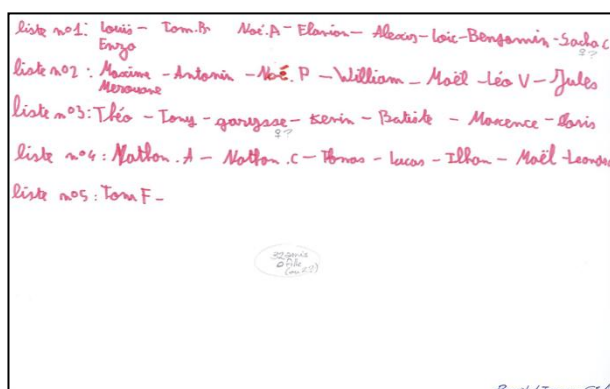 liste n°1: Louis - Tom.B Noé.A - Elarion - Alexis - Loïc - Benjamin - Sacha C
Enzo ♀?
liste n°2: Maxime - Antonin - Noé.P - William - Maël - Léo V - Jules
Merouane
liste n°3: Théo - Tony - - Kevin - Batiste - Maxence - Loris
♀?
liste n°4: Nathan.A - Nathan.C - Thomas - Lucas - Ilhan - Maël - Leandre
liste n°5: Tom F -